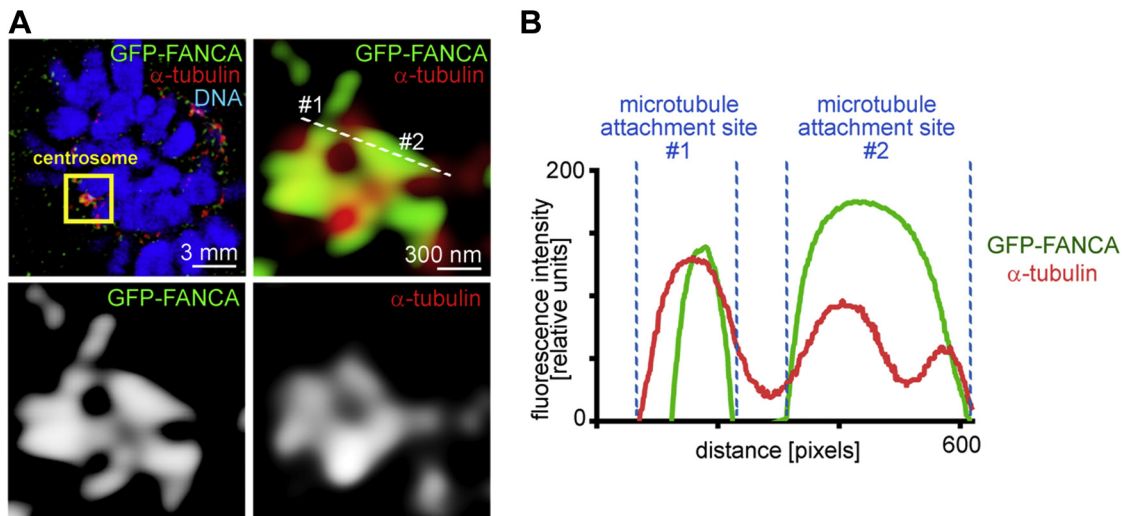 A
GFP-FANCA
α-tubulin
DNA
centrosome
3 mm
GFP-FANCA
α-tubulin
#1
#2
300 nm
GFP-FANCA
α-tubulin
B
microtubule
attachment site
#1
microtubule
attachment site
#2
200
0
fluorescence intensity
[relative units]
distance [pixels]
600
GFP-FANCA
α-tubulin